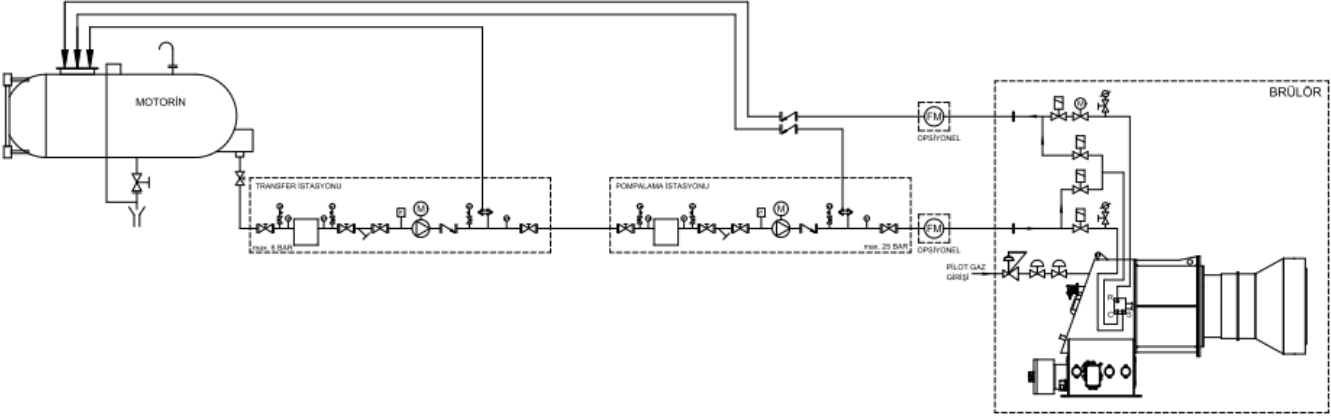 BRÜLÖR
MOTORİN
FM
M
OPSİYONEL
TRANSFER İSTASYONU
POMPALAMA İSTASYONU
P
M
P
M
FM
max. 6 BAR
max. 25 BAR
OPSİYONEL
PİLOT GAZ
GİRİŞİ